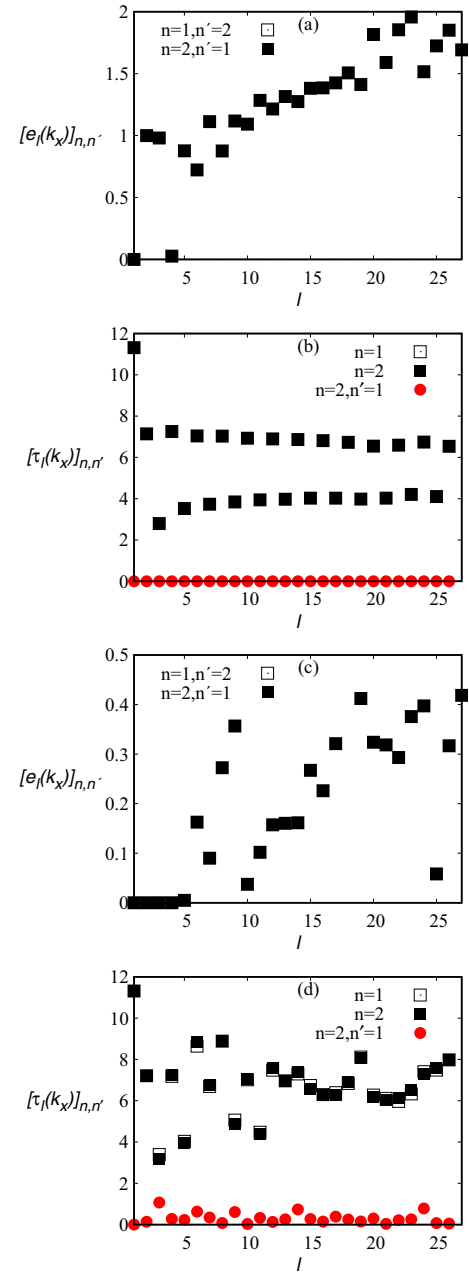 2
(a)
n=1,n´=2
n=2,n´=1
1.5
[e_l(k_x)]_{n,n´}
1
0.5
0
5 10 15 20 25
l
12
(b)
n=1
10
n=2
n=2,n′=1
8
[τ_l(k_x)]_{n,n′}
6
4
2
0
5 10 15 20 25
l
0.5
(c)
n=1,n´=2
n=2,n´=1
0.4
0.3
[e_l(k_x)]_{n,n´}
0.2
0.1
0
5 10 15 20 25
l
12
(d)
n=1
10
n=2
n=2,n′=1
8
[τ_l(k_x)]_{n,n′}
6
4
2
0
5 10 15 20 25
l